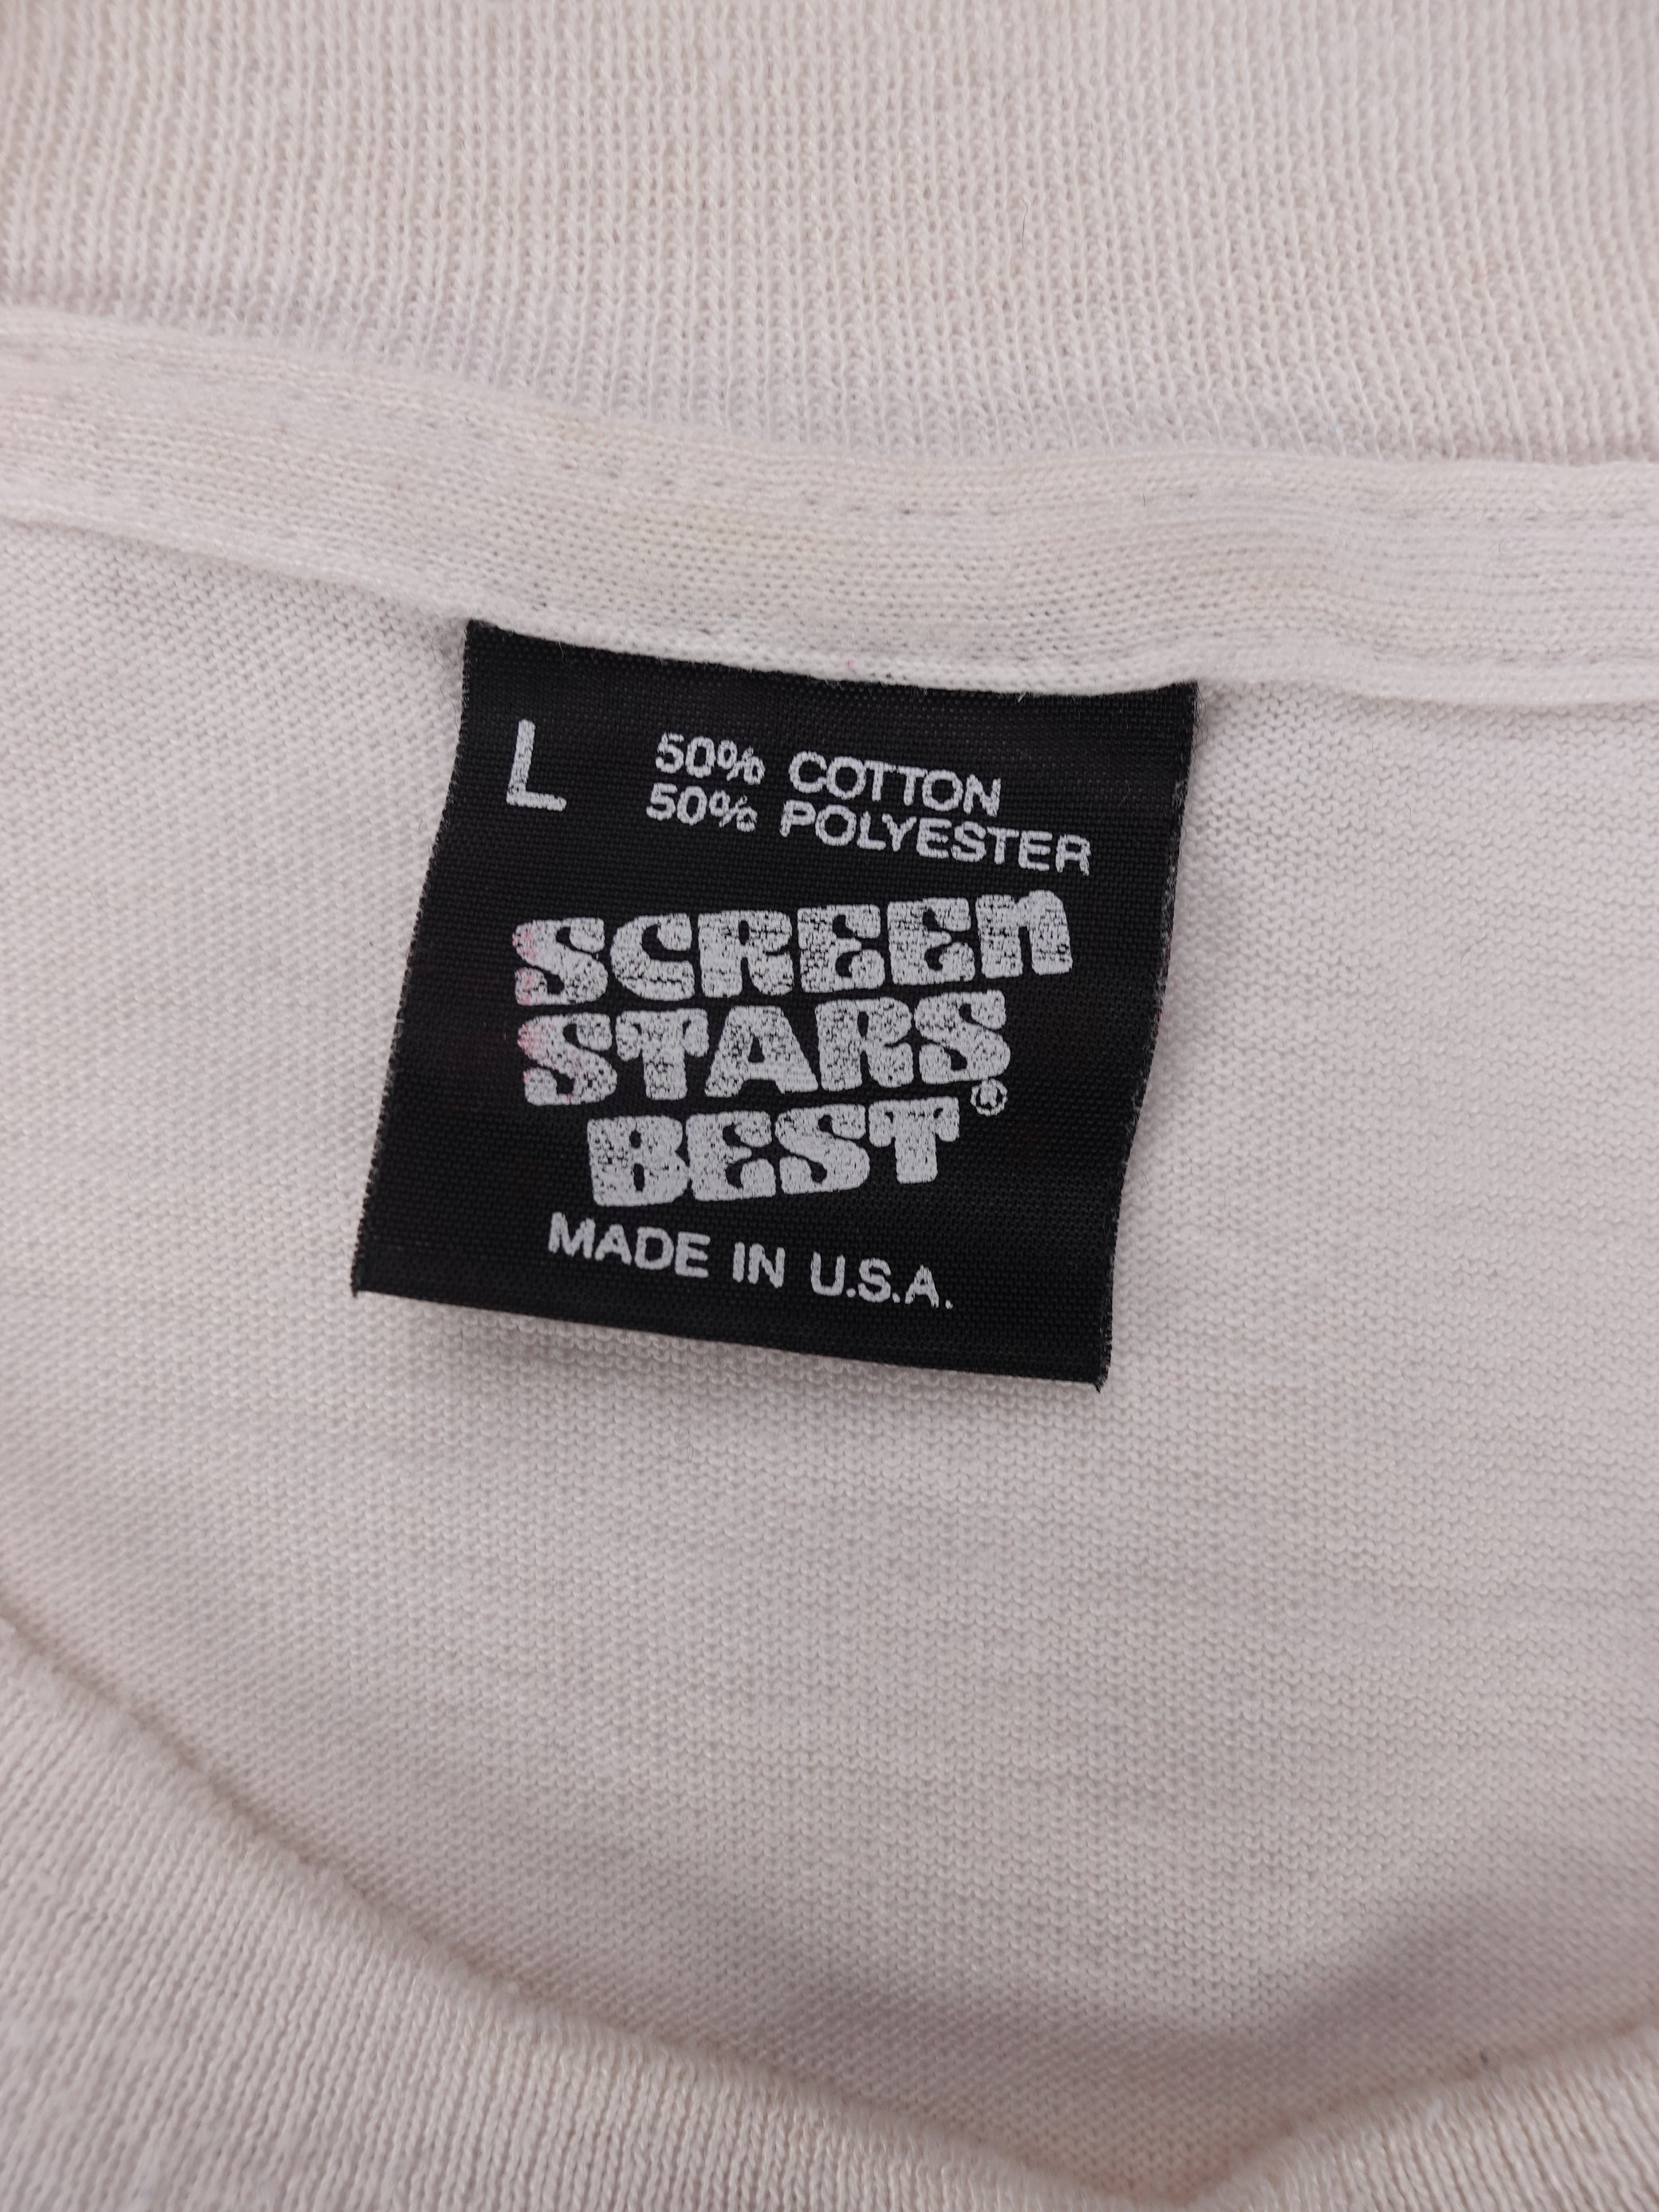 L 50% COTTON
50% POLYESTER
SCREEN
STARS
BEST®
MADE IN U.S.A.